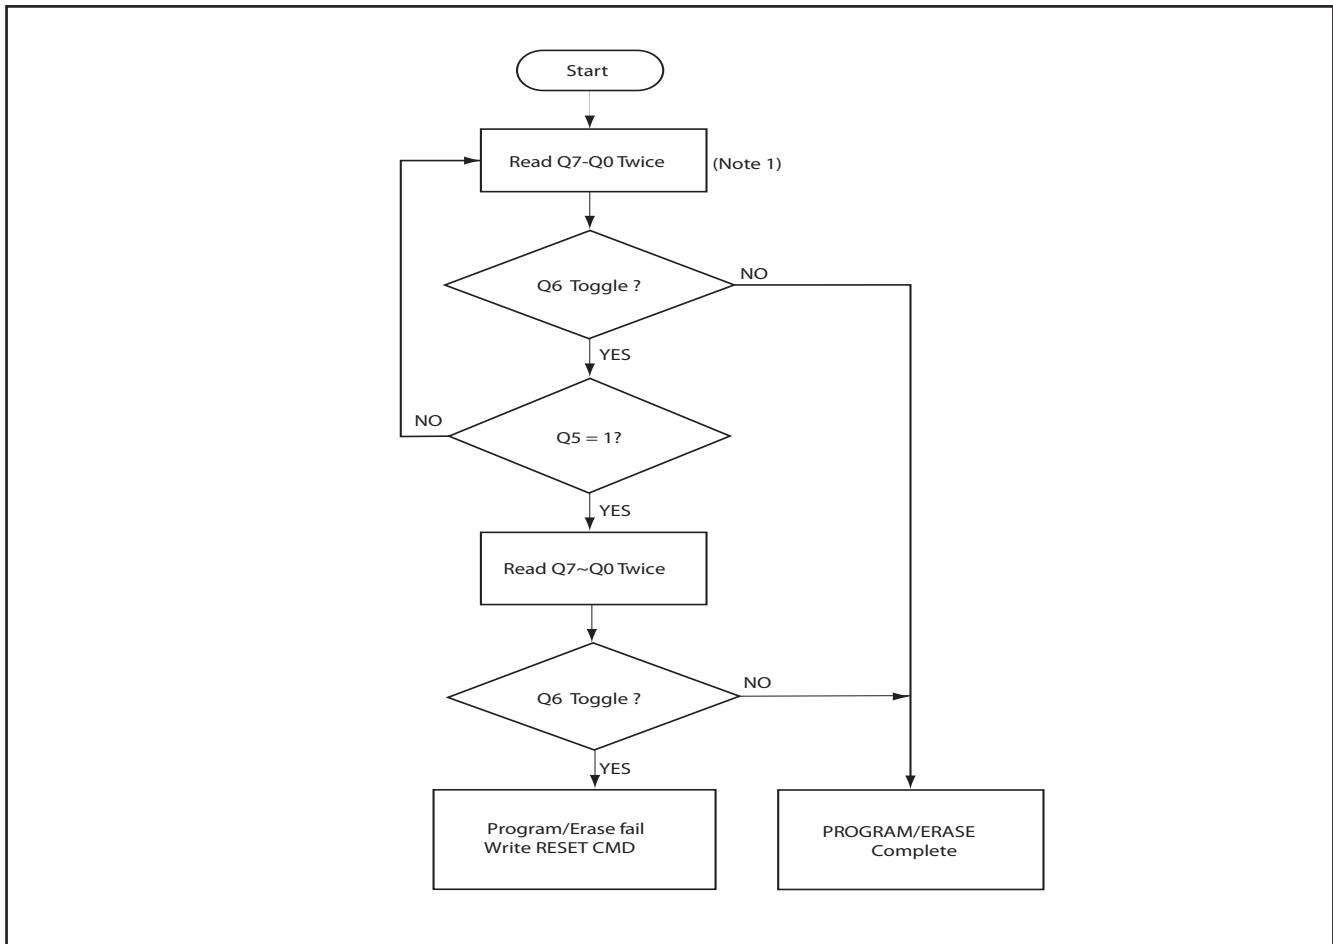 Start
Read Q7-Q0 Twice
(Note 1)
Q6 Toggle ?
NO
YES
NO
Q5 = 1?
YES
Read Q7~Q0 Twice
Q6 Toggle ?
NO
YES
Program/Erase fail
Write RESET CMD
PROGRAM/ERASE
Complete